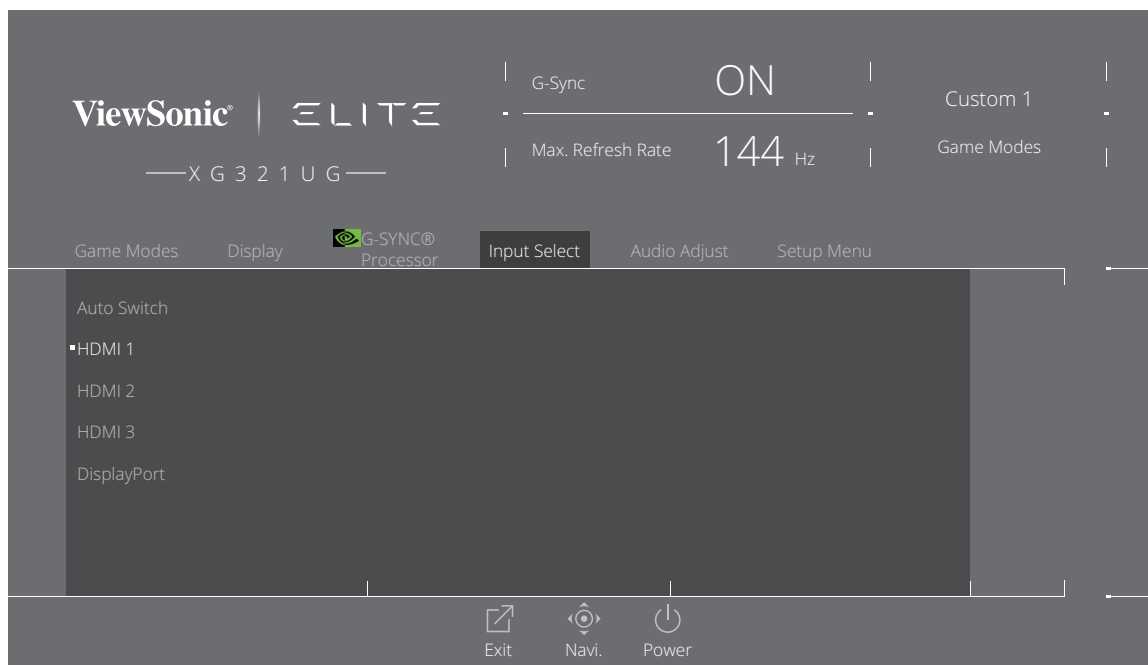 ViewSonic® ELITE
XG321UG
G-Sync ON
Max. Refresh Rate 144 Hz
Custom 1
Game Modes
Game Modes
Display
G-SYNC®
Processor
Input Select
Audio Adjust
Setup Menu
Auto Switch
HDMI 1
HDMI 2
HDMI 3
DisplayPort
Exit
Navi.
Power